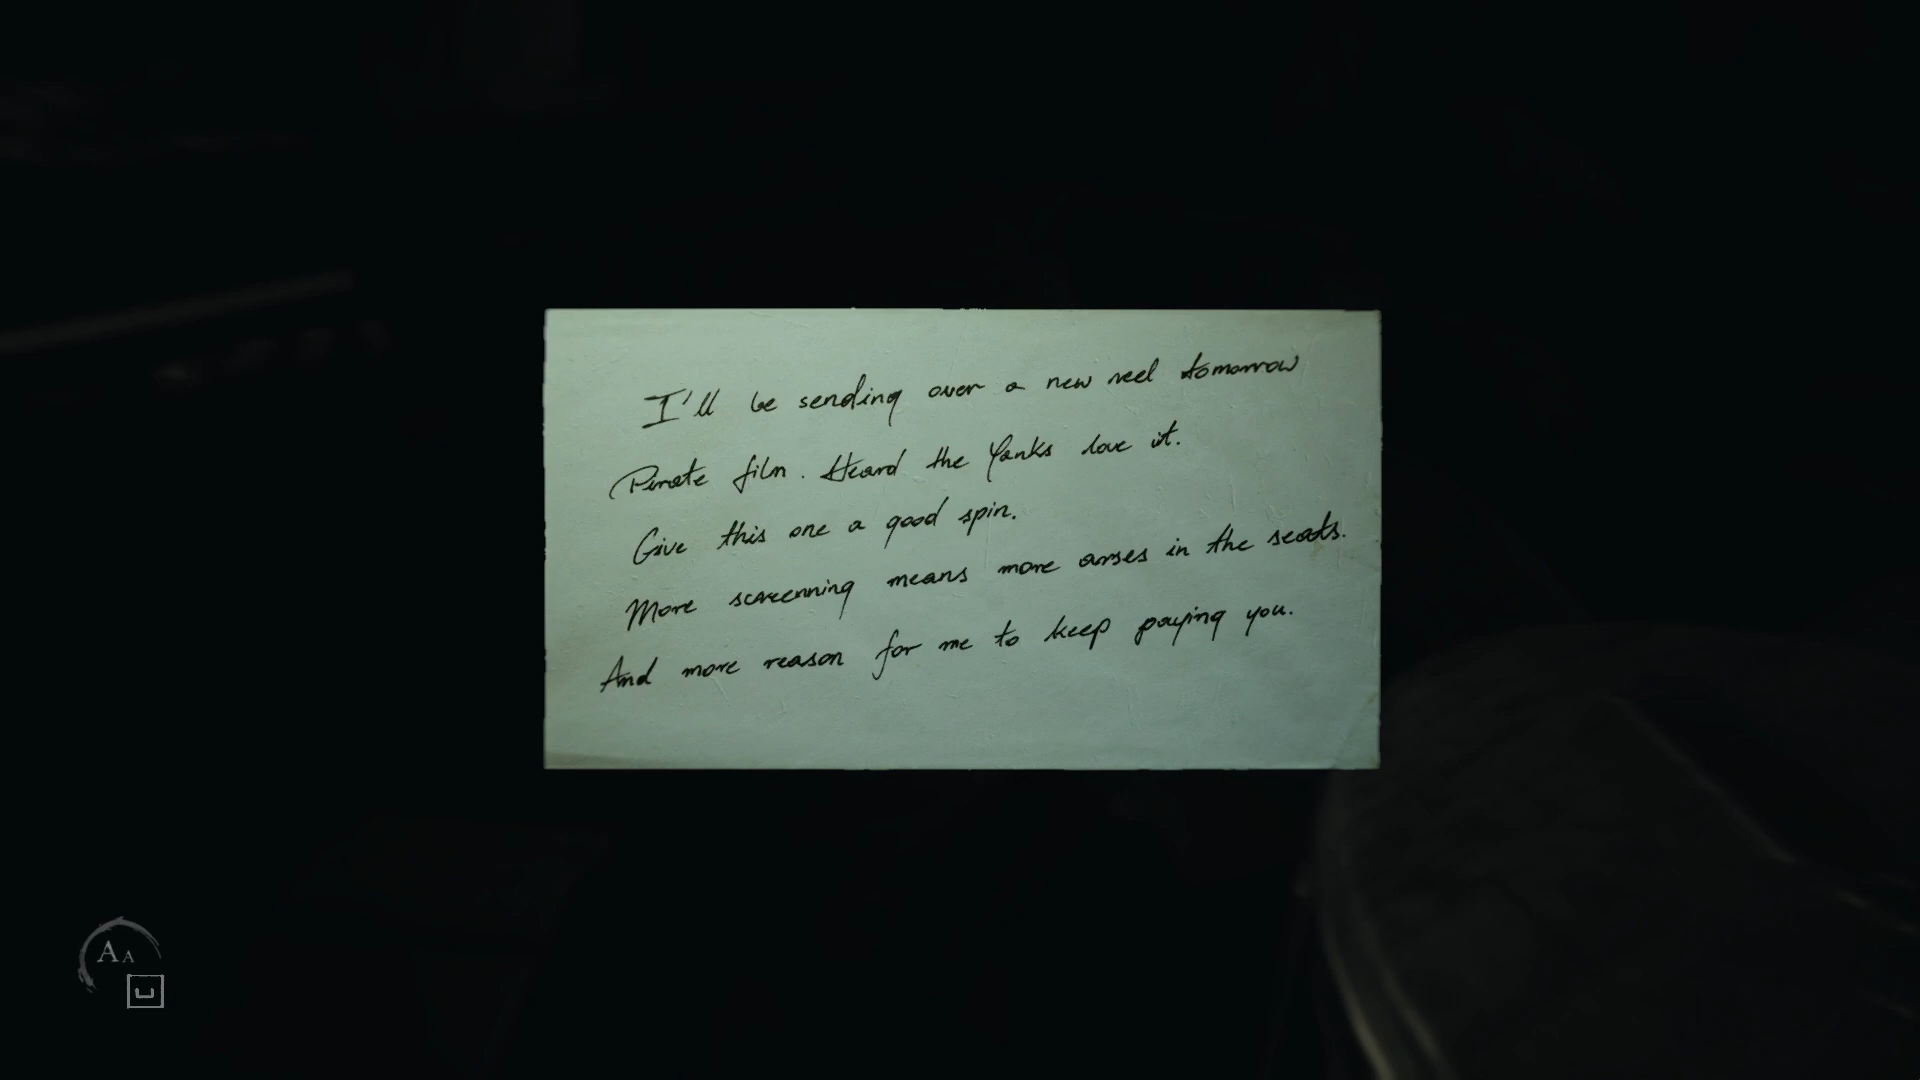 I'll be sending over a new reel tomorrow
Pirate film. Heard the Yanks love it.
Give this one a good spin.
More screenning means more arses in the seats.
And more reason for me to keep paying you.
AA